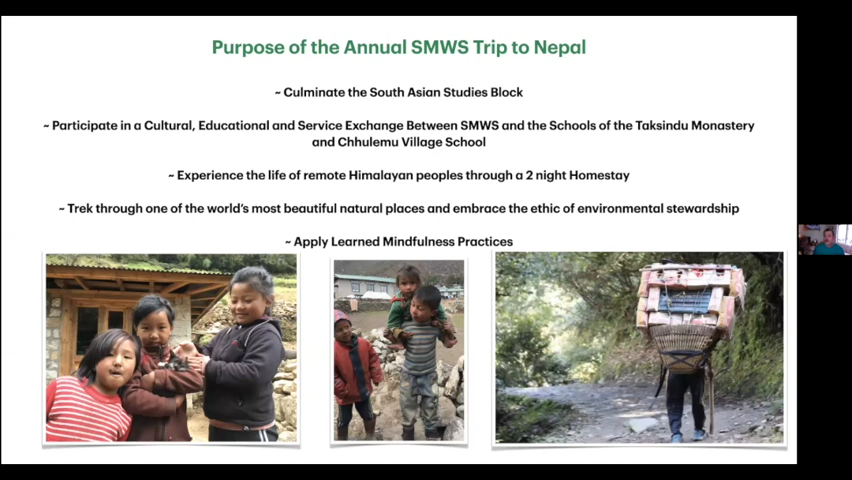 Purpose of the Annual SMWS Trip to Nepal
~ Culminate the South Asian Studies Block
~ Participate in a Cultural, Educational and Service Exchange Between SMWS and the Schools of the Taksindu Monastery
and Chhulemu Village School
~ Experience the life of remote Himalayan peoples through a 2 night Homestay
~ Trek through one of the world's most beautiful natural places and embrace the ethic of environmental stewardship
~ Apply Learned Mindfulness Practices